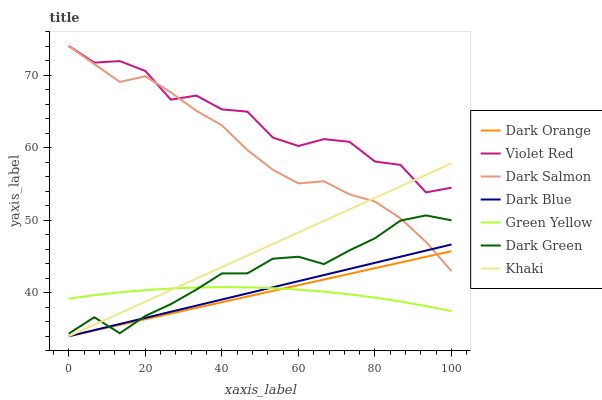 title
70
60
50
40
yaxis_label
0
20
40
60
80
100
xaxis_label
Dark Orange
Violet Red
Dark Salmon
Dark Blue
Green Yellow
Dark Green
Khaki